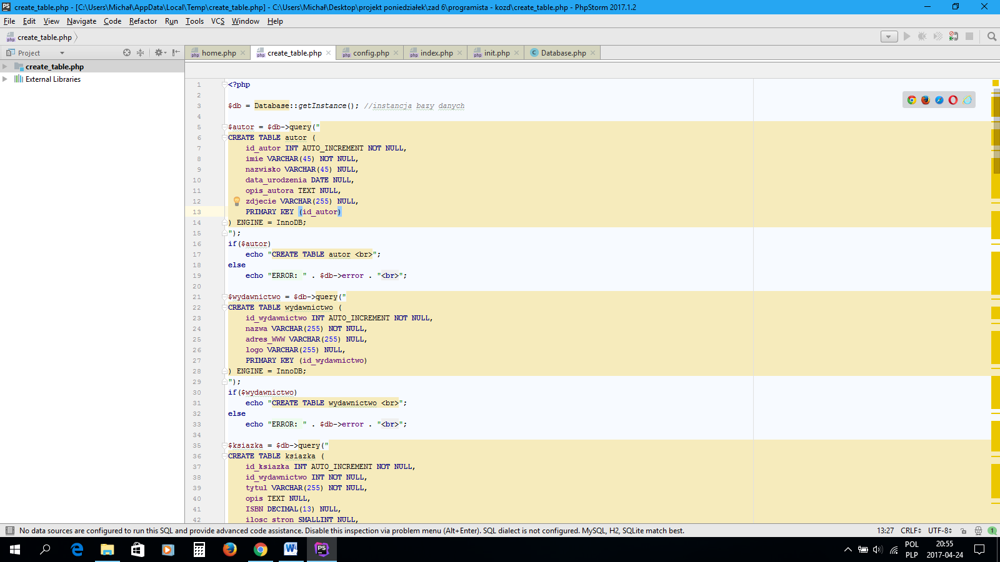 create_table.php - [C:\Users\Michał\AppData\Local\Temp\create_table.php] - C:\Users\Michał\Desktop\projekt poniedziałek\zad 6\programista - kozd\create_table.php - PhpStorm 2017.1.2
File Edit View Navigate Code Refactor Run Tools VCS Window Help
create_table.php
Project
home.php create_table.php config.php index.php init.php Database.php
create_table.php
External Libraries
1 <?php
2
3 $db = Database::getInstance(); //instancja bazy danych
4
5 $autor = $db->query("
6 CREATE TABLE autor (
7 id_autor INT AUTO_INCREMENT NOT NULL,
8 imie VARCHAR(45) NOT NULL,
9 nazwisko VARCHAR(45) NULL,
10 data_urodzenia DATE NULL,
11 opis_autora TEXT NULL,
12 zdjecie VARCHAR(255) NULL,
13 PRIMARY KEY (id_autor)
14 ) ENGINE = InnoDB;
15 ");
16 if($autor)
17 echo "CREATE TABLE autor <br>";
18 else
19 echo "ERROR: " . $db->error . "<br>";
20
21 $wydawnictwo = $db->query("
22 CREATE TABLE wydawnictwo (
23 id_wydawnictwo INT AUTO_INCREMENT NOT NULL,
24 nazwa VARCHAR(255) NOT NULL,
25 adres_WWW VARCHAR(255) NULL,
26 logo VARCHAR(255) NULL,
27 PRIMARY KEY (id_wydawnictwo)
28 ) ENGINE = InnoDB;
29 ");
30 if($wydawnictwo)
31 echo "CREATE TABLE wydawnictwo <br>";
32 else
33 echo "ERROR: " . $db->error . "<br>";
34
35 $ksiazka = $db->query("
36 CREATE TABLE ksiazka (
37 id_ksiazka INT AUTO_INCREMENT NOT NULL,
38 id_wydawnictwo INT NOT NULL,
39 tytul VARCHAR(255) NOT NULL,
40 opis TEXT NULL,
41 ISBN DECIMAL(13) NULL,
42 ilosc_stron SMALLINT NULL,
No data sources are configured to run this SQL and provide advanced code assistance. Disable this inspection via problem menu (Alt+Enter). SQL dialect is not configured. MySQL, H2, SQLite match best. 13:27 CRLF UTF-8 1
POL 20:55
PLP 2017-04-24